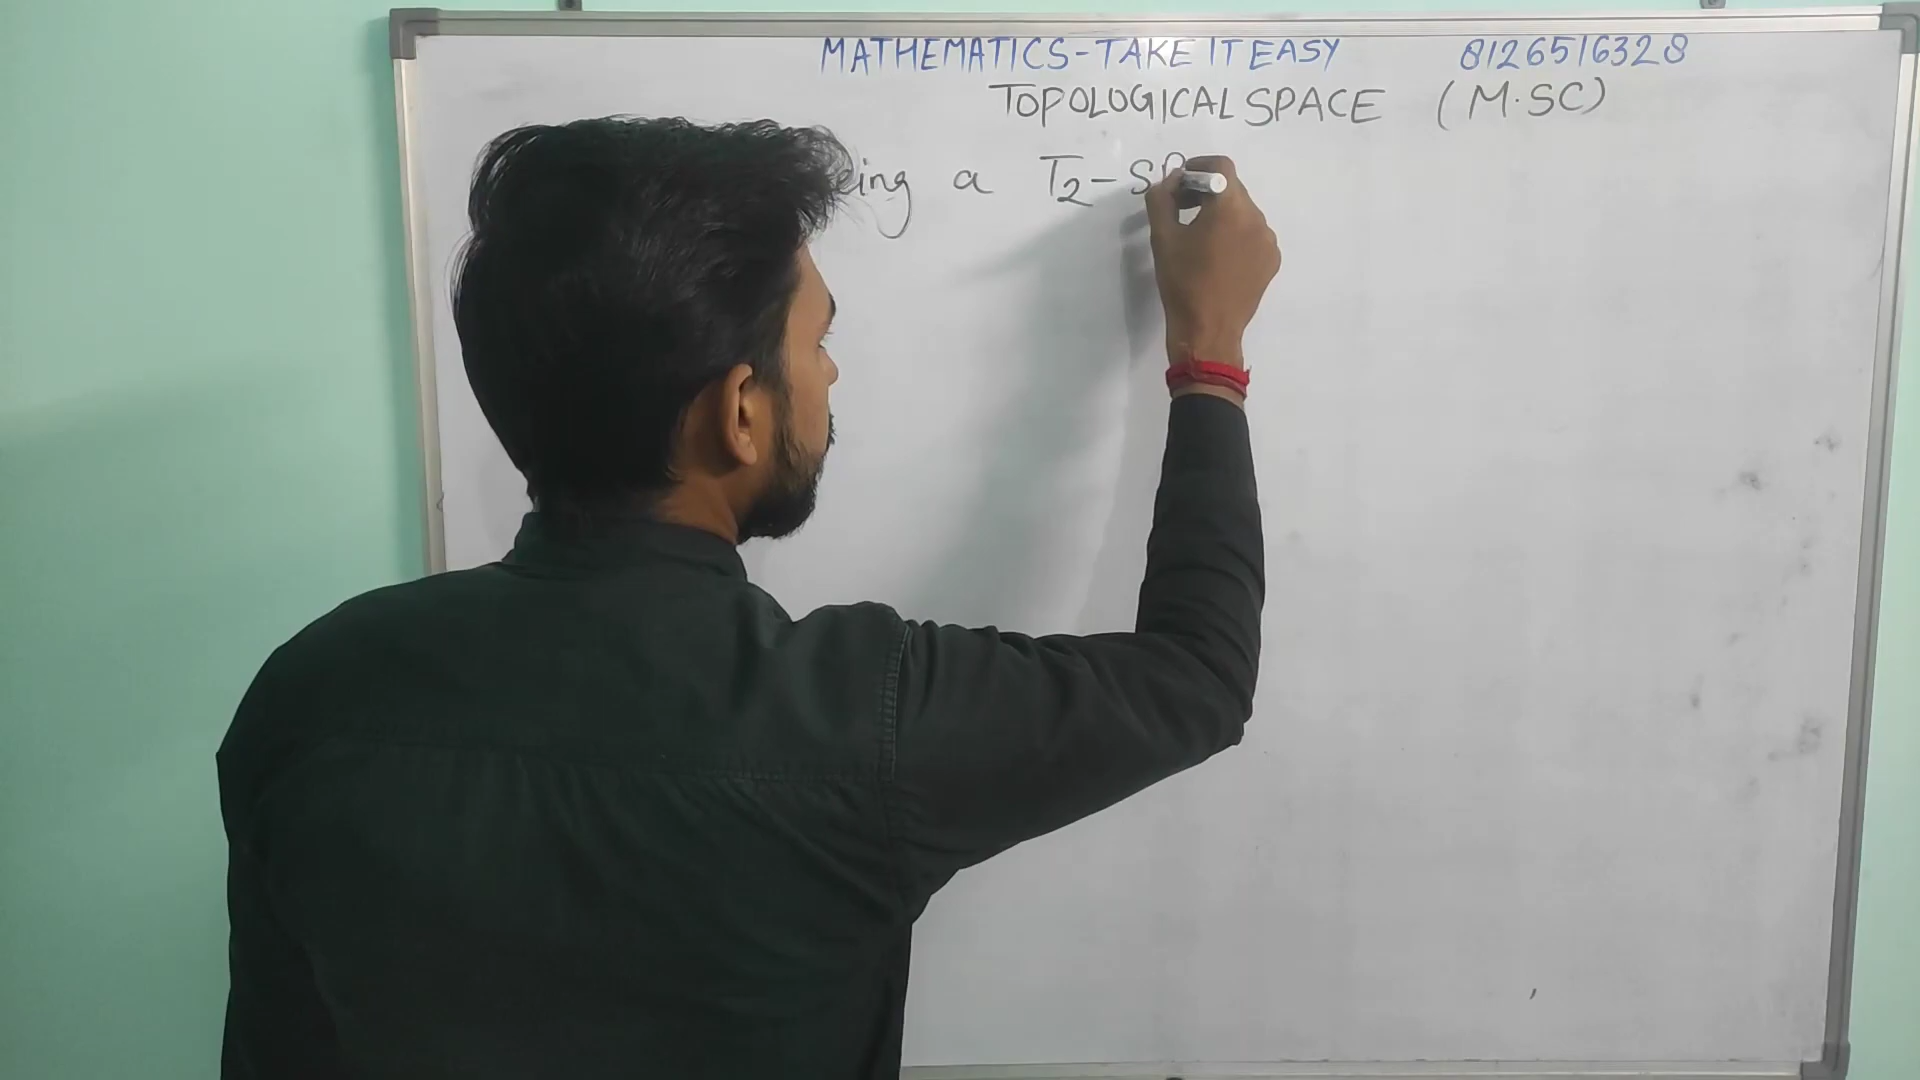 MATHEMATICS-TAKE IT EASY 8126516328
TOPOLOGICAL SPACE (M.SC)
a T2-